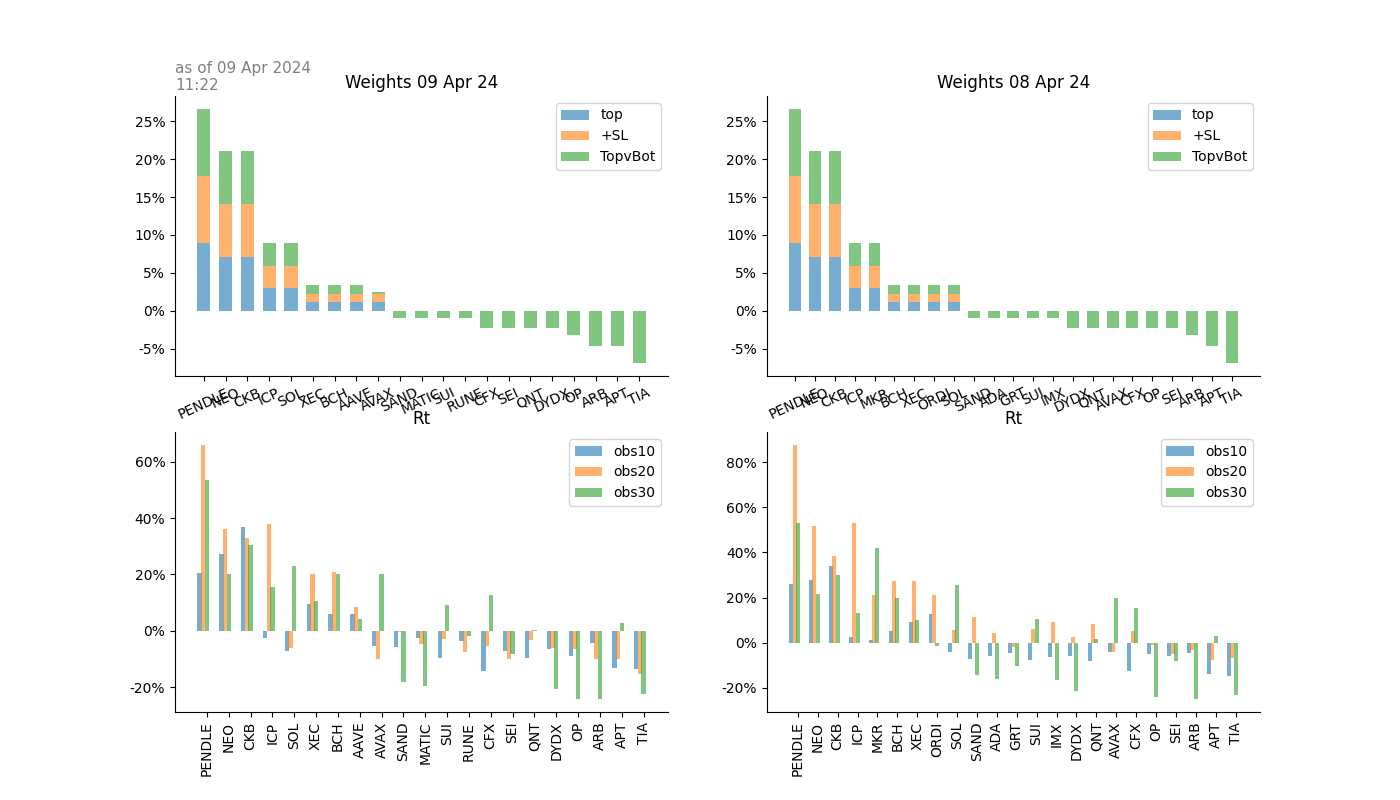 as of 09 Apr 2024
11:22
Weights 09 Apr 24
25%
20%
15%
10%
5%
0%
-5%
top
+SL
TopvBot
PENDLE
NEO
CKB
ICP
SOL
XEC
BCH
AAVE
AVAX
SAND
MATIC
SUI
RUNE
CFX
SEI
QNT
DYDX
OP
ARB
APT
TIA
Weights 08 Apr 24
25%
20%
15%
10%
5%
0%
-5%
top
+SL
TopvBot
PENDLE
NEO
CKB
ICP
MKR
BCH
XEC
ORDI
SOL
SAND
ADA
GRT
SUI
IMX
DYDX
QNT
AVAX
CFX
OP
SEI
ARB
APT
TIA
Rt
60%
40%
20%
0%
-20%
obs10
obs20
obs30
PENDLE
NEO
CKB
ICP
SOL
XEC
BCH
AAVE
AVAX
SAND
MATIC
SUI
RUNE
CFX
SEI
QNT
DYDX
OP
ARB
APT
TIA
Rt
80%
60%
40%
20%
0%
-20%
obs10
obs20
obs30
PENDLE
NEO
CKB
ICP
MKR
BCH
XEC
ORDI
SOL
SAND
ADA
GRT
SUI
IMX
DYDX
QNT
AVAX
CFX
OP
SEI
ARB
APT
TIA